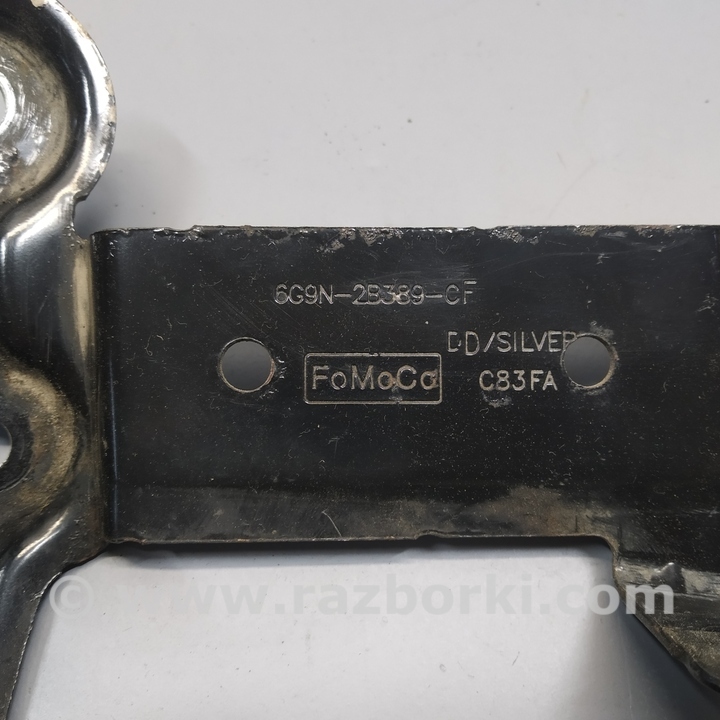 6G9N-2B389-CF
DD/SILVER
FoMoCo
C83FA
© www.razborki.com